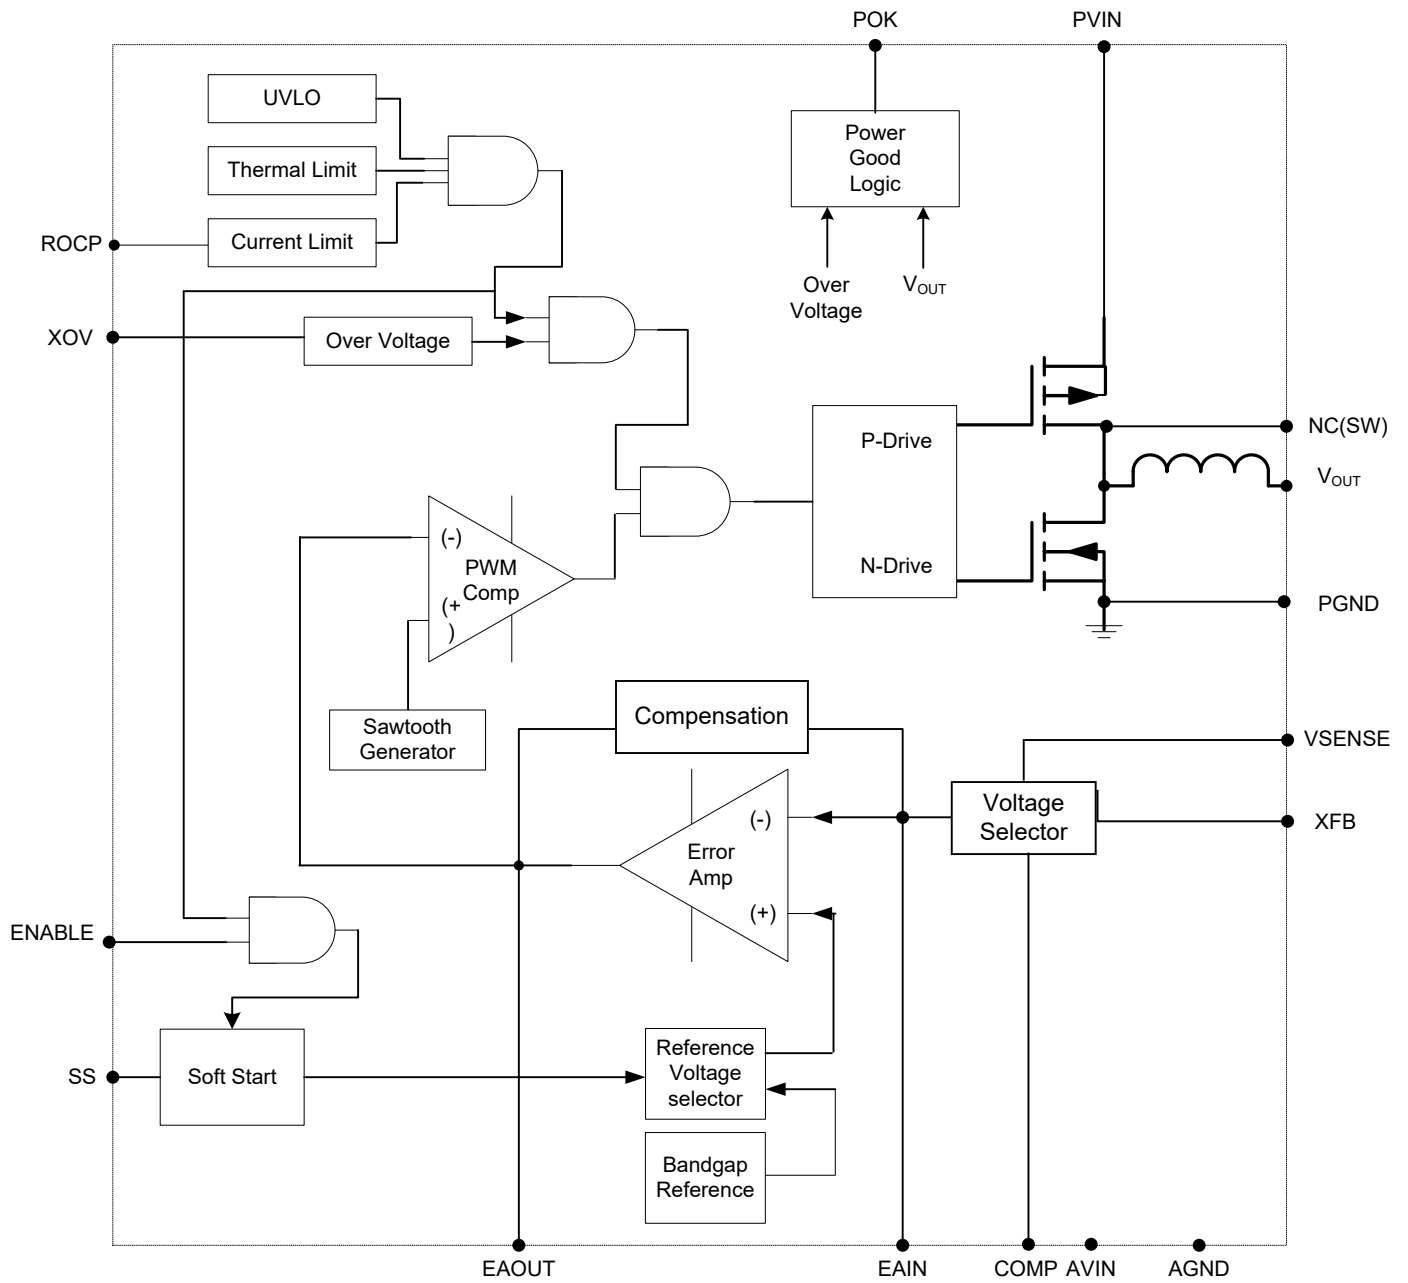 POK
PVIN
UVLO
Power
Good
Logic
Thermal Limit
ROCP
Current Limit
Over
Voltage
VOUT
XOV
Over Voltage
P-Drive
NC(SW)
VOUT
(-)
PWM
Comp
(+
)
N-Drive
PGND
Sawtooth
Generator
Compensation
VSENSE
Voltage
Selector
XFB
(-)
Error
Amp
(+)
ENABLE
SS
Soft Start
Reference
Voltage
selector
Bandgap
Reference
EAOUT
EAIN
COMP
AVIN
AGND